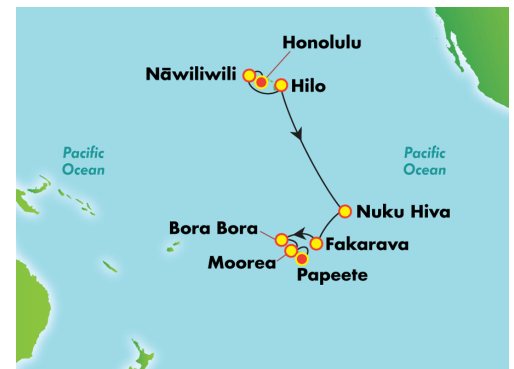 Honolulu
Nāwiliwili
Hilo
Pacific
Ocean
Pacific
Ocean
Nuku Hiva
Bora Bora
Fakarava
Moorea
Papeete